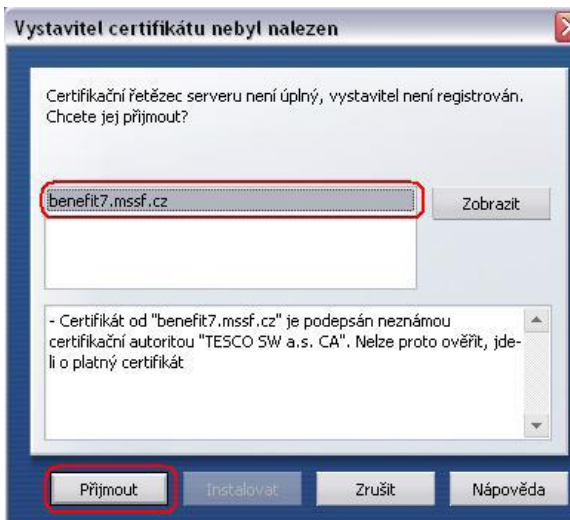 Vystavitel certifikátu nebyl nalezen
Certifikační řetězec serveru není úplný, vystavitel není registrován.
Chcete jej přijmout?
benefit7.mssf.cz
Zobrazit
- Certifikát od "benefit7.mssf.cz" je podepsán neznámou
certifikační autoritou "TESCO SW a.s. CA". Nelze proto ověřit, jde-
li o platný certifikát
Přijmout
Instalovat
Zrušit
Nápověda